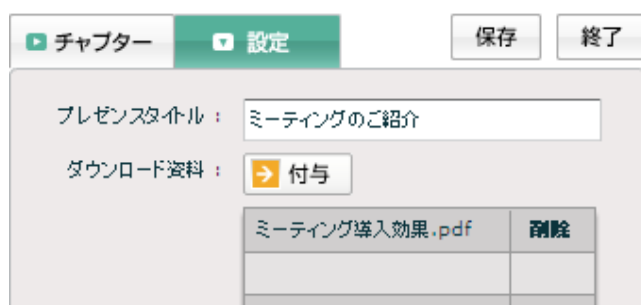 チャプター 設定 保存 終了
プレゼンスタイトル : ミーティングのご紹介
ダウンロード資料 : 付与
ミーティング導入効果.pdf 削除